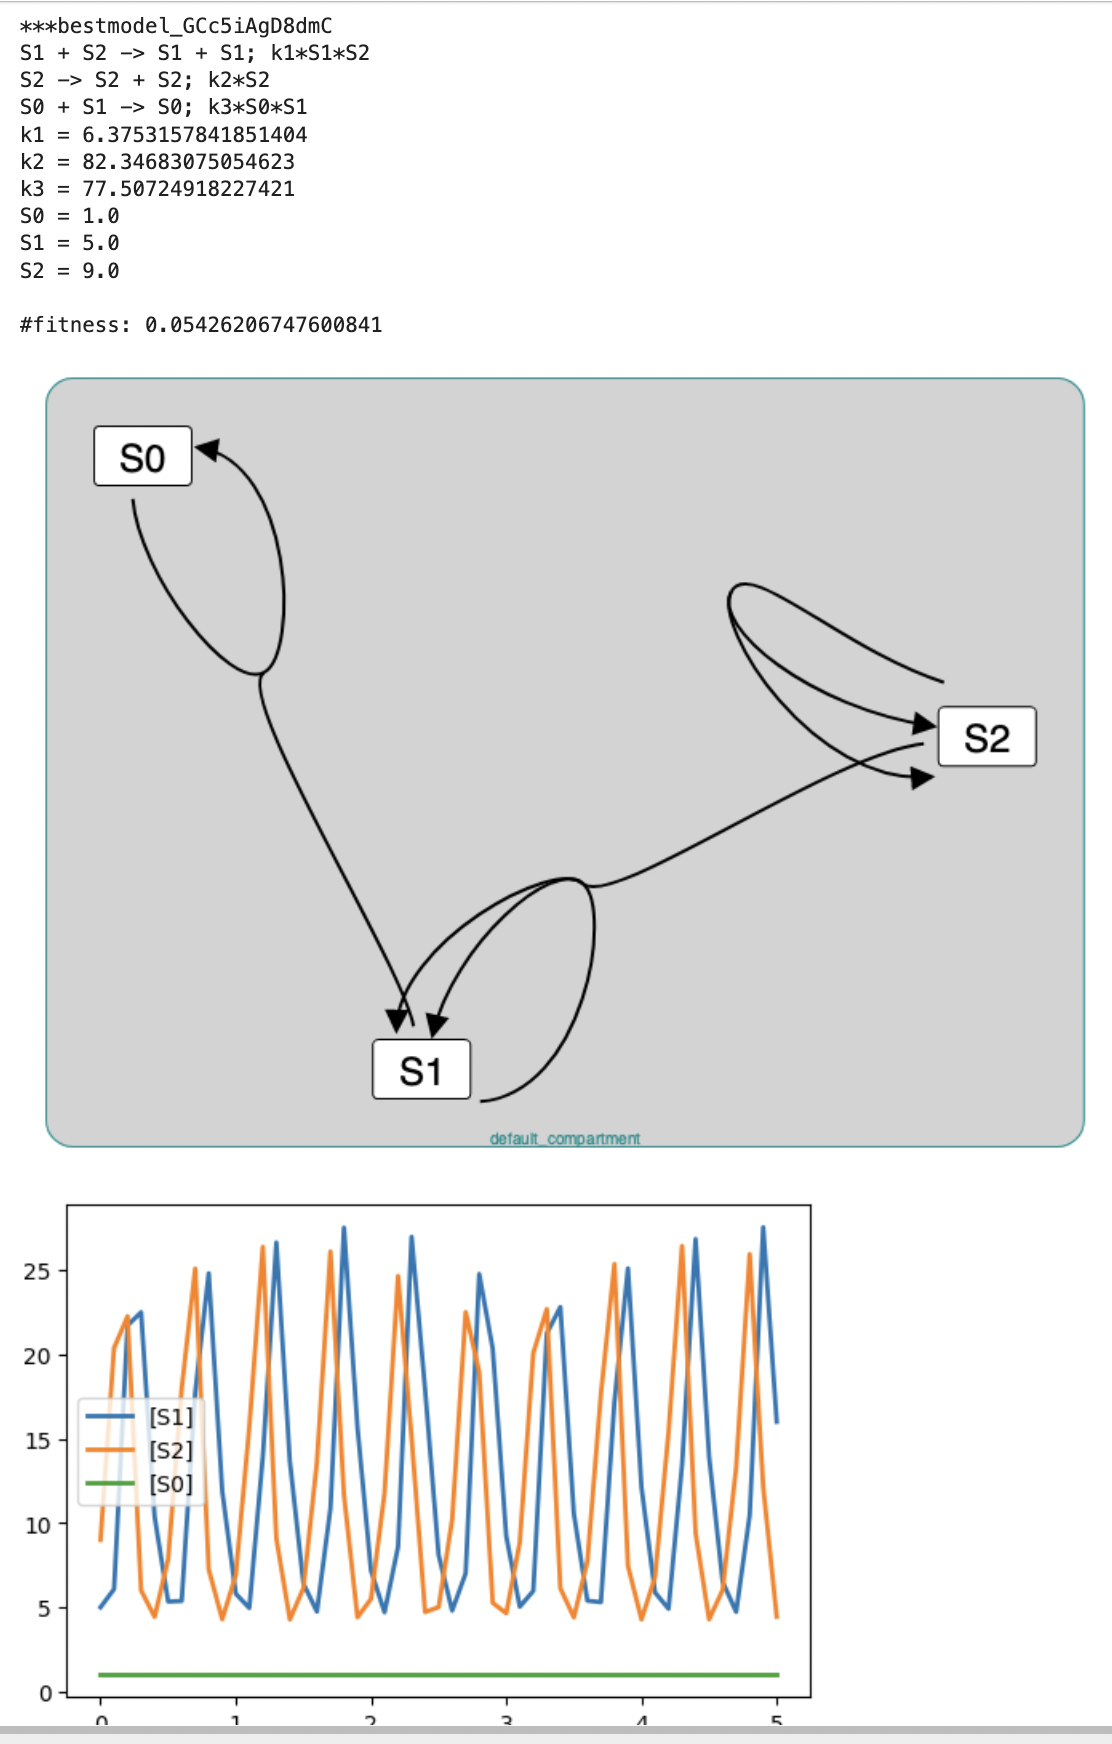 ***bestmodel_GCc5iAgD8dmC
S1 + S2 -> S1 + S1; k1*S1*S2
S2 -> S2 + S2; k2*S2
S0 + S1 -> S0; k3*S0*S1
k1 = 6.3753157841851404
k2 = 82.34683075054623
k3 = 77.50724918227421
S0 = 1.0
S1 = 5.0
S2 = 9.0
#fitness: 0.05426206747600841
S0
S2
S1
default_compartment
25
20
15
10
5
0
[S1]
[S2]
[S0]
0 1 2 3 4 5